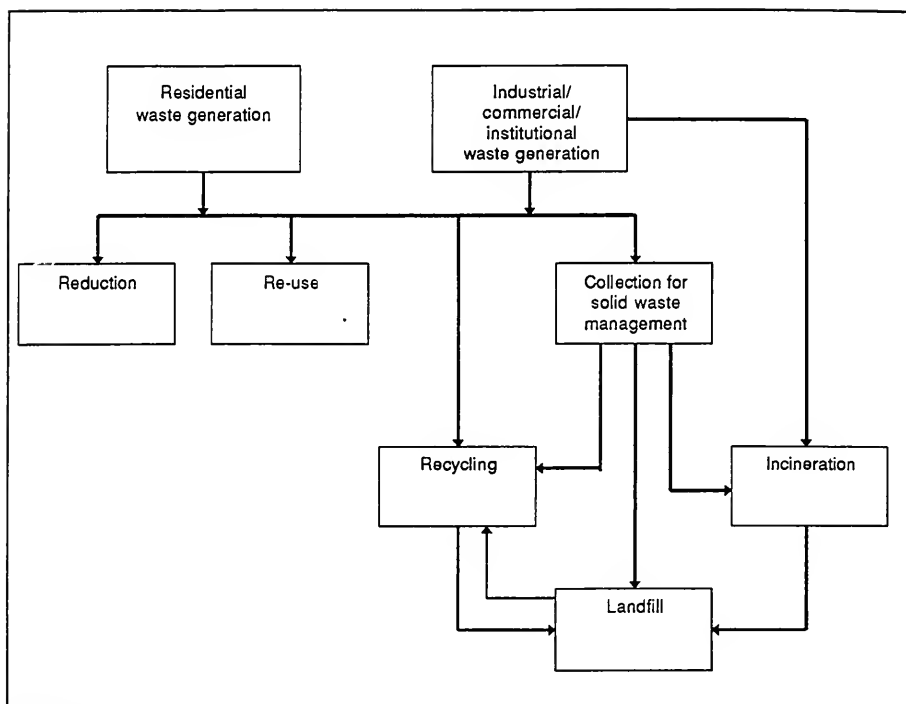 Residential
waste generation
Industrial/
commercial/
institutional
waste generation
Reduction
Re-use
Collection for
solid waste
management
Recycling
Incineration
Landfill